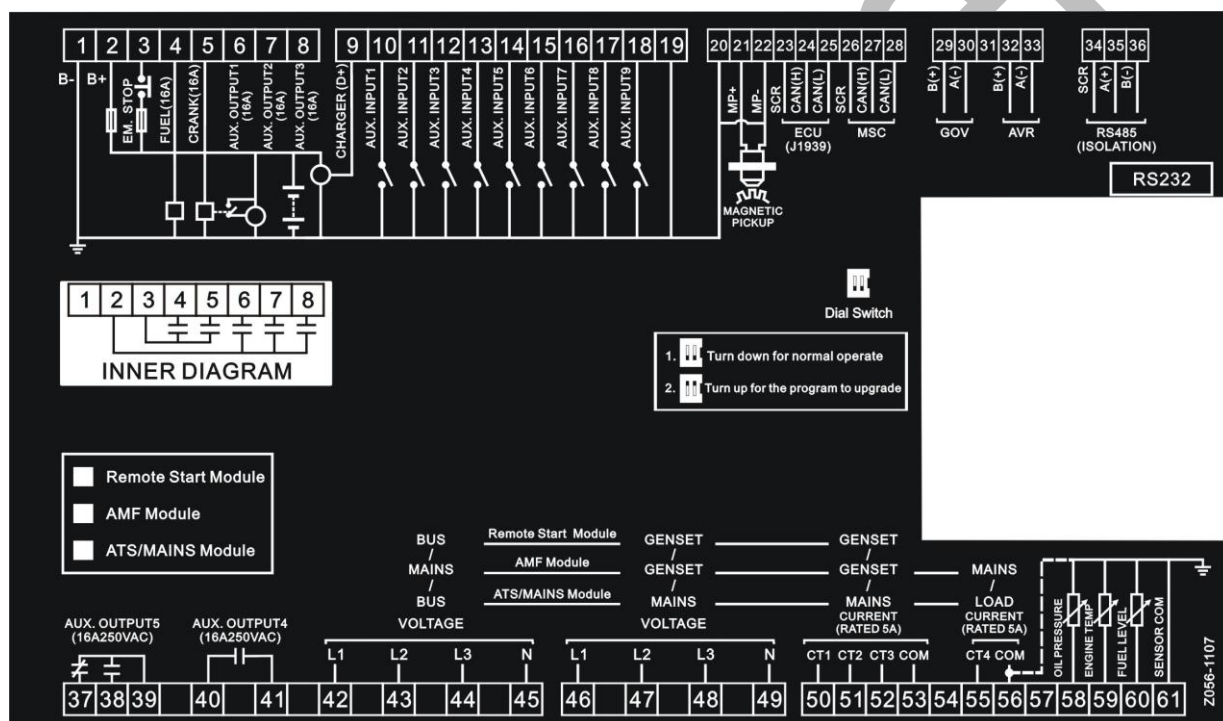 1 2 3 4 5 6 7 8 9 10 11 12 13 14 15 16 17 18 19 20 21 22 23 24 25 26 27 28 29 30 31 32 33 34 35 36
B-
B+
EM. STOP
FUEL(16A)
CRANK(16A)
AUX. OUTPUT1
(16A)
AUX. OUTPUT2
(16A)
AUX. OUTPUT3
(16A)
CHARGER (D+)
AUX. INPUT1
AUX. INPUT2
AUX. INPUT3
AUX. INPUT4
AUX. INPUT5
AUX. INPUT6
AUX. INPUT7
AUX. INPUT8
AUX. INPUT9
MP+
MP-
SCR
CAN(H)
CAN(L)
SCR
CAN(H)
CAN(L)
B(+)
A(-)
B(+)
A(-)
SCR
A(+)
B(-)
ECU
(J1939)
MSC
GOV
AVR
RS485
(ISOLATION)
RS232
MAGNETIC
PICKUP
1 2 3 4 5 6 7 8
INNER DIAGRAM
Dial Switch
1. Turn down for normal operate
2. Turn up for the program to upgrade
Remote Start Module
AMF Module
ATS/MAINS Module
BUS Remote Start Module GENSET GENSET
/ / /
MAINS AMF Module GENSET GENSET MAINS
/ / / /
BUS ATS/MAINS Module MAINS MAINS LOAD
VOLTAGE VOLTAGE CURRENT CURRENT
(RATED 5A) (RATED 5A)
AUX. OUTPUT5
(16A250VAC)
AUX. OUTPUT4
(16A250VAC)
L1 L2 L3 N L1 L2 L3 N CT1 CT2 CT3 COM CT4 COM
OIL PRESSURE
ENGINE TEMP
FUEL LEVEL
SENSOR COM
37 38 39 40 41 42 43 44 45 46 47 48 49 50 51 52 53 54 55 56 57 58 59 60 61
Z056-1107